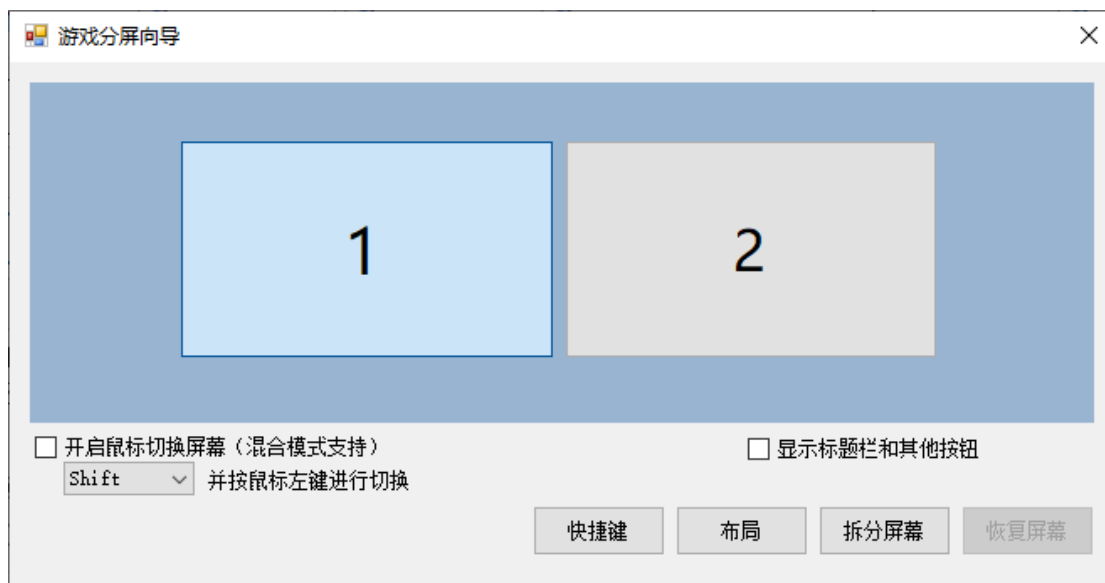 游戏分屏向导
1
2
开启鼠标切换屏幕（混合模式支持）
显示标题栏和其他按钮
Shift
并按鼠标左键进行切换
快捷键
布局
拆分屏幕
恢复屏幕